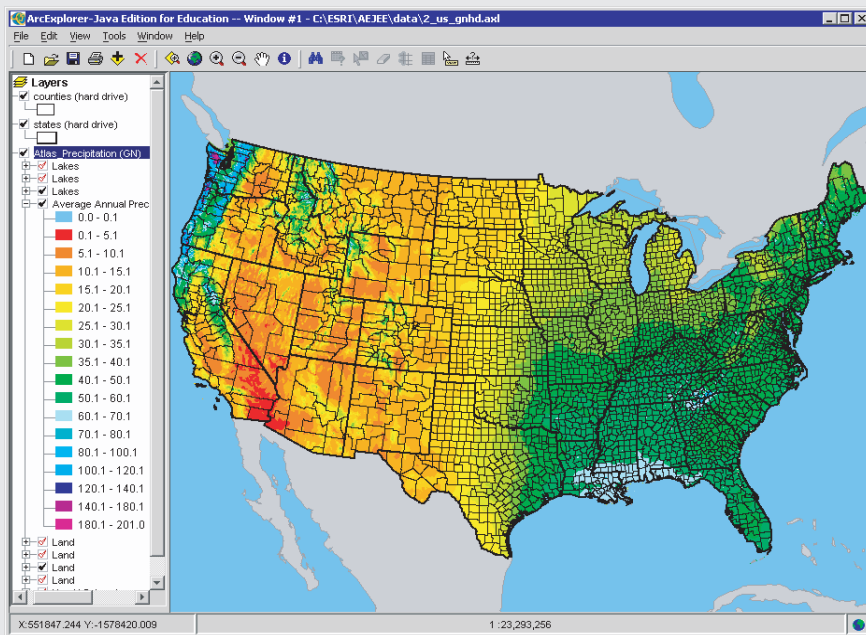 ArcExplorer-Java Edition for Education -- Window #1 - C:\ESRI\AEJEE\data\2_us_gnhd.axl
File Edit View Tools Window Help
Layers
counties (hard drive)
states (hard drive)
Atlas_Precipitation (GN)
Lakes
Lakes
Lakes
Average Annual Prec
0.0 - 0.1
0.1 - 5.1
5.1 - 10.1
10.1 - 15.1
15.1 - 20.1
20.1 - 25.1
25.1 - 30.1
30.1 - 35.1
35.1 - 40.1
40.1 - 50.1
50.1 - 60.1
60.1 - 70.1
70.1 - 80.1
80.1 - 100.1
100.1 - 120.1
120.1 - 140.1
140.1 - 180.1
180.1 - 201.0
Land
Land
Land
Land
X:551847.244 Y:-1578420.009
1 :23,293,256